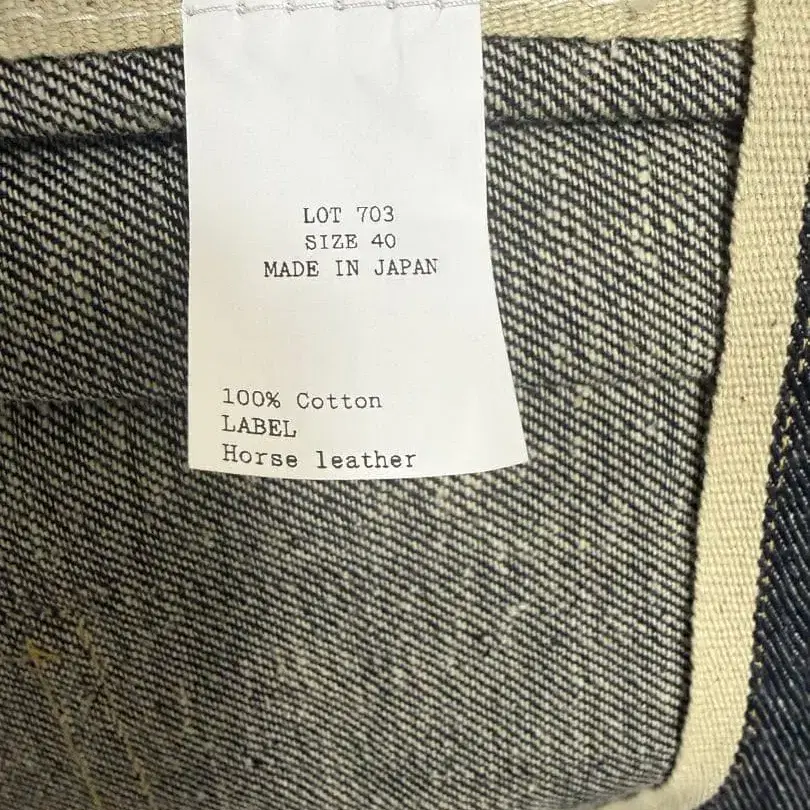 LOT 703
SIZE 40
MADE IN JAPAN
100% Cotton
LABEL
Horse leather